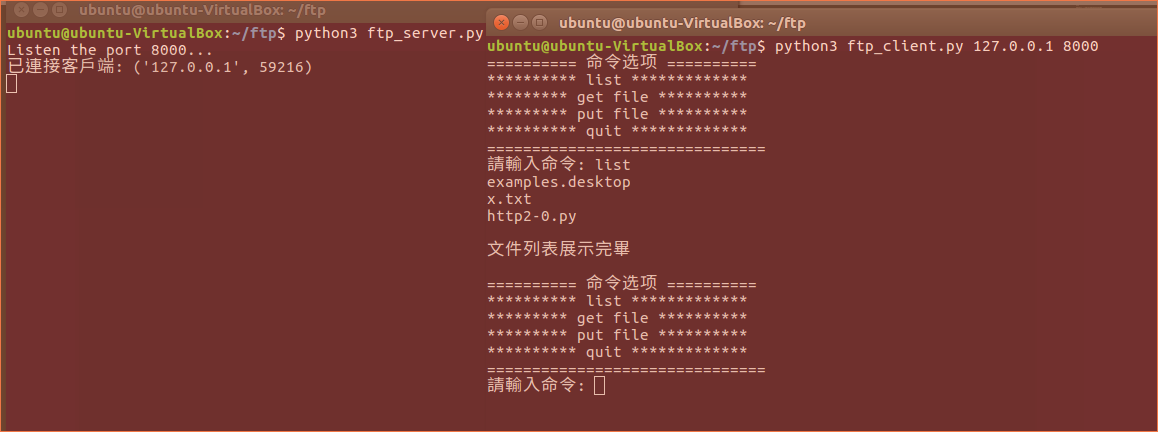 ubuntu@ubuntu-VirtualBox: ~/ftp
ubuntu@ubuntu-VirtualBox:~/ftp$ python3 ftp_server.py
Listen the port 8000...
已連接客戶端: ('127.0.0.1', 59216)
ubuntu@ubuntu-VirtualBox: ~/ftp
ubuntu@ubuntu-VirtualBox:~/ftp$ python3 ftp_client.py 127.0.0.1 8000
========== 命令选项 ==========
********** list *************
********* get file **********
********* put file **********
********** quit *************
===============================
請輸入命令: list
examples.desktop
x.txt
http2-0.py
文件列表展示完畢
========== 命令选项 ==========
********** list *************
********* get file **********
********* put file **********
********** quit *************
===============================
請輸入命令: